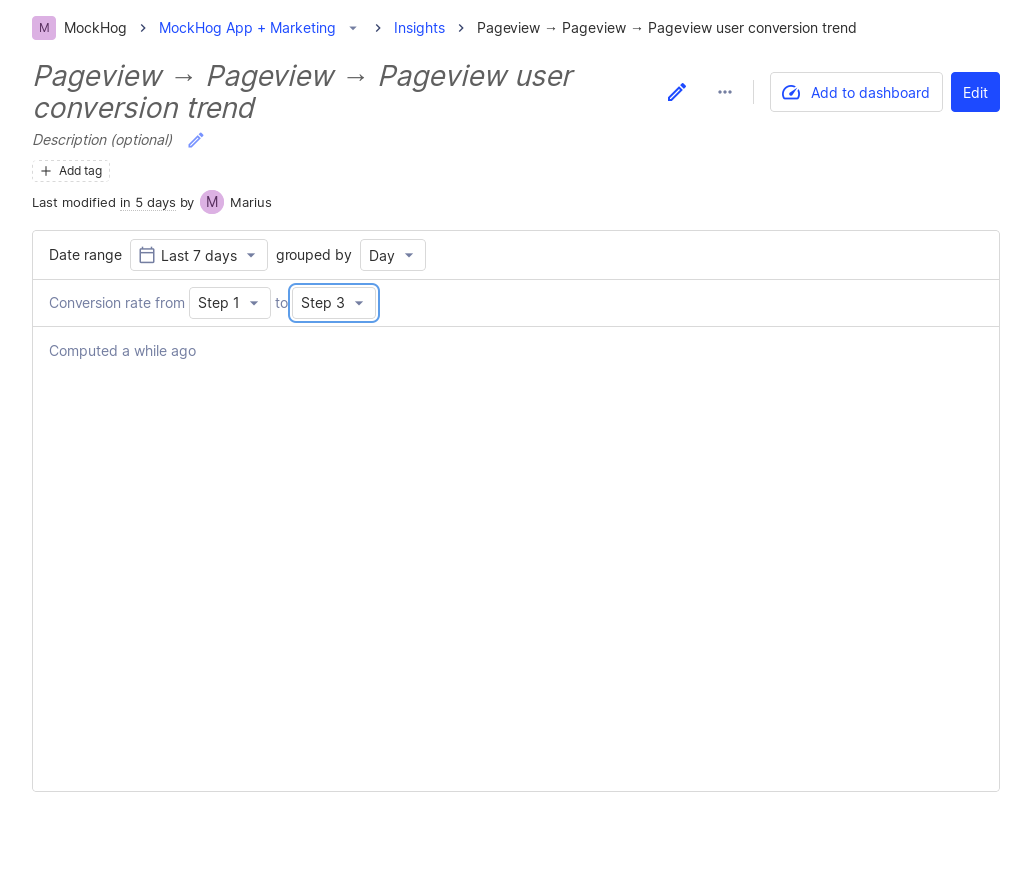 M MockHog MockHog App + Marketing Insights Pageview → Pageview → Pageview user conversion trend
Pageview → Pageview → Pageview user
conversion trend
Add to dashboard Edit
Description (optional)
Add tag
Last modified in 5 days by M Marius
Date range Last 7 days grouped by Day
Conversion rate from Step 1 to Step 3
Computed a while ago